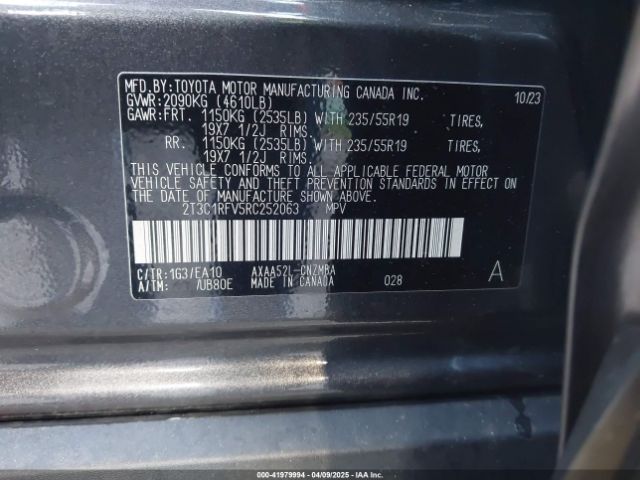 MFD.BY:TOYOTA MOTOR MANUFACTURING CANADA INC. 10/23
GVWR:2090KG (4610LB)
GAWR:FRT. 1150KG (2535LB) WITH 235/55R19 TIRES,
19X7 1/2J RIMS.
RR. 1150KG (2535LB) WITH 235/55R19 TIRES,
19X7 1/2J RIMS.
THIS VEHICLE CONFORMS TO ALL APPLICABLE FEDERAL MOTOR
VEHICLE SAFETY AND THEFT PREVENTION STANDARDS IN EFFECT ON
THE DATE OF MANUFACTURE SHOWN ABOVE.
2T3C1RFV5RC252063 MPV
C/TR:1G3/EA10 AXAA52L-CNZMBA A
A/TM: /UB80E MADE IN CANADA 028
000-41979994 04/09/2025 IAAI.com